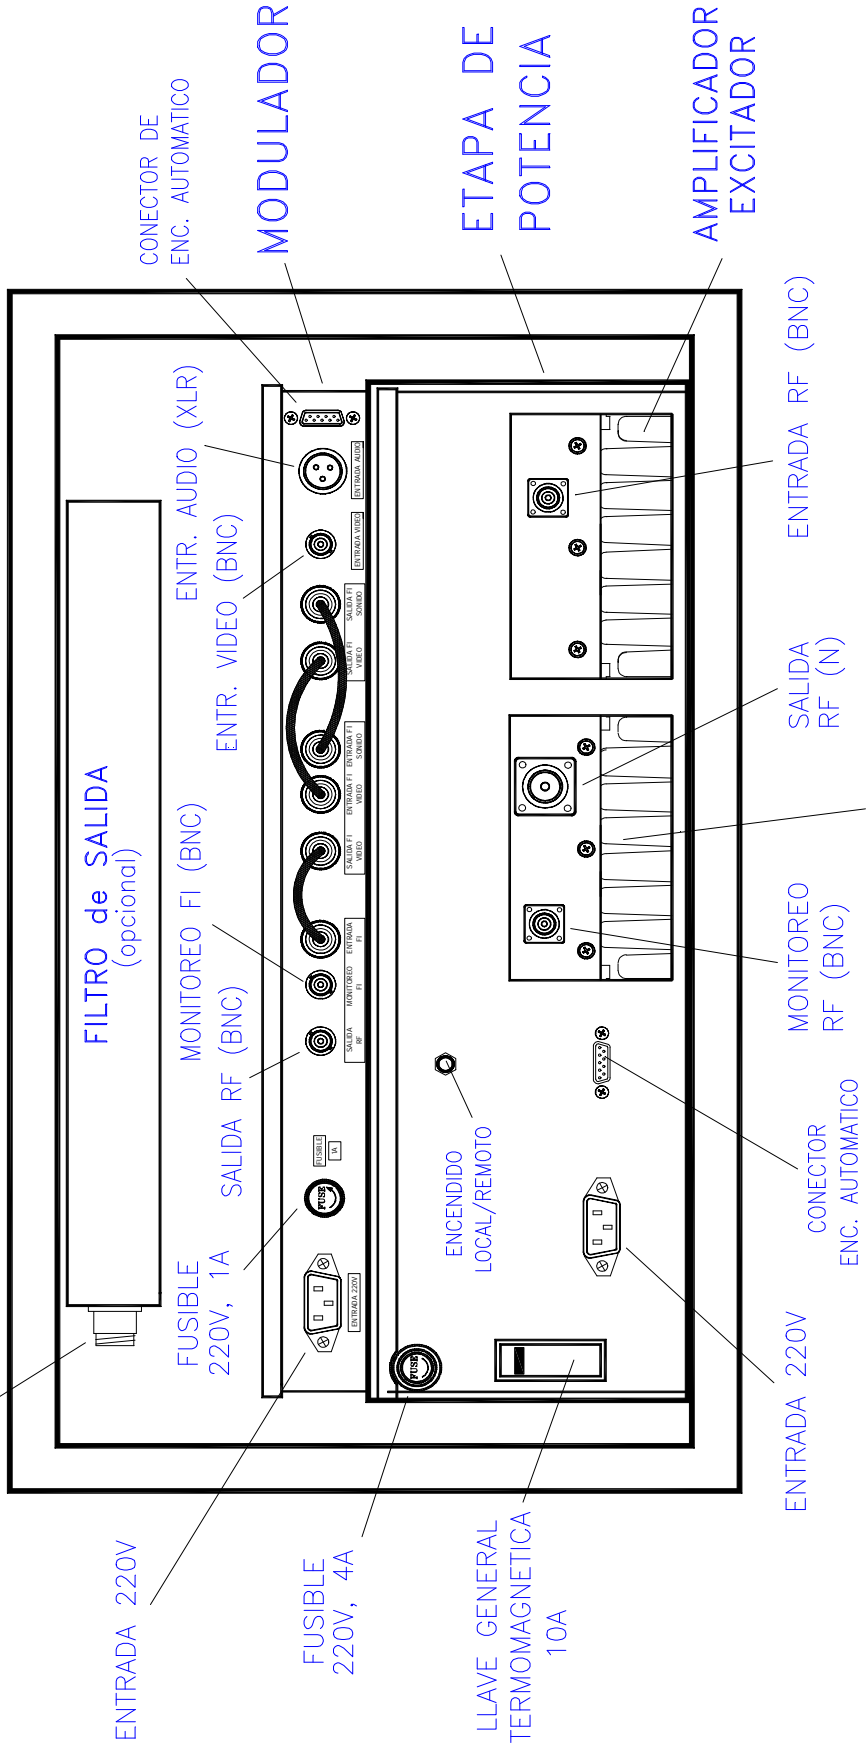 FILTRO de SALIDA
(opcional)
CONECTOR DE
ENC. AUTOMATICO
MODULADOR
ETAPA DE
POTENCIA
AMPLIFICADOR
EXCITADOR
ENTR. AUDIO (XLR)
ENTR. VIDEO (BNC)
MONITOREO FI (BNC)
SALIDA RF (BNC)
FUSIBLE
220V, 1A
ENTRADA 220V
FUSIBLE
220V, 4A
LLAVE GENERAL
TERMOMAGNETICA
10A
ENTRADA 220V
FUSE
FUSIBLE
1A
SALIDA
RF
MONITOREO
FI
ENTRADA
FI
SALIDA FI
VIDEO
ENTRADA FI
VIDEO
ENTRADA FI
SONIDO
SALIDA FI
VIDEO
SALIDA FI
SONIDO
ENTRADA VIDEO
ENTRADA AUDIO
FUSE
ENCENDIDO
LOCAL/REMOTO
ENTRADA 220V
CONECTOR
ENC. AUTOMATICO
MONITOREO
RF (BNC)
SALIDA
RF (N)
ENTRADA RF (BNC)